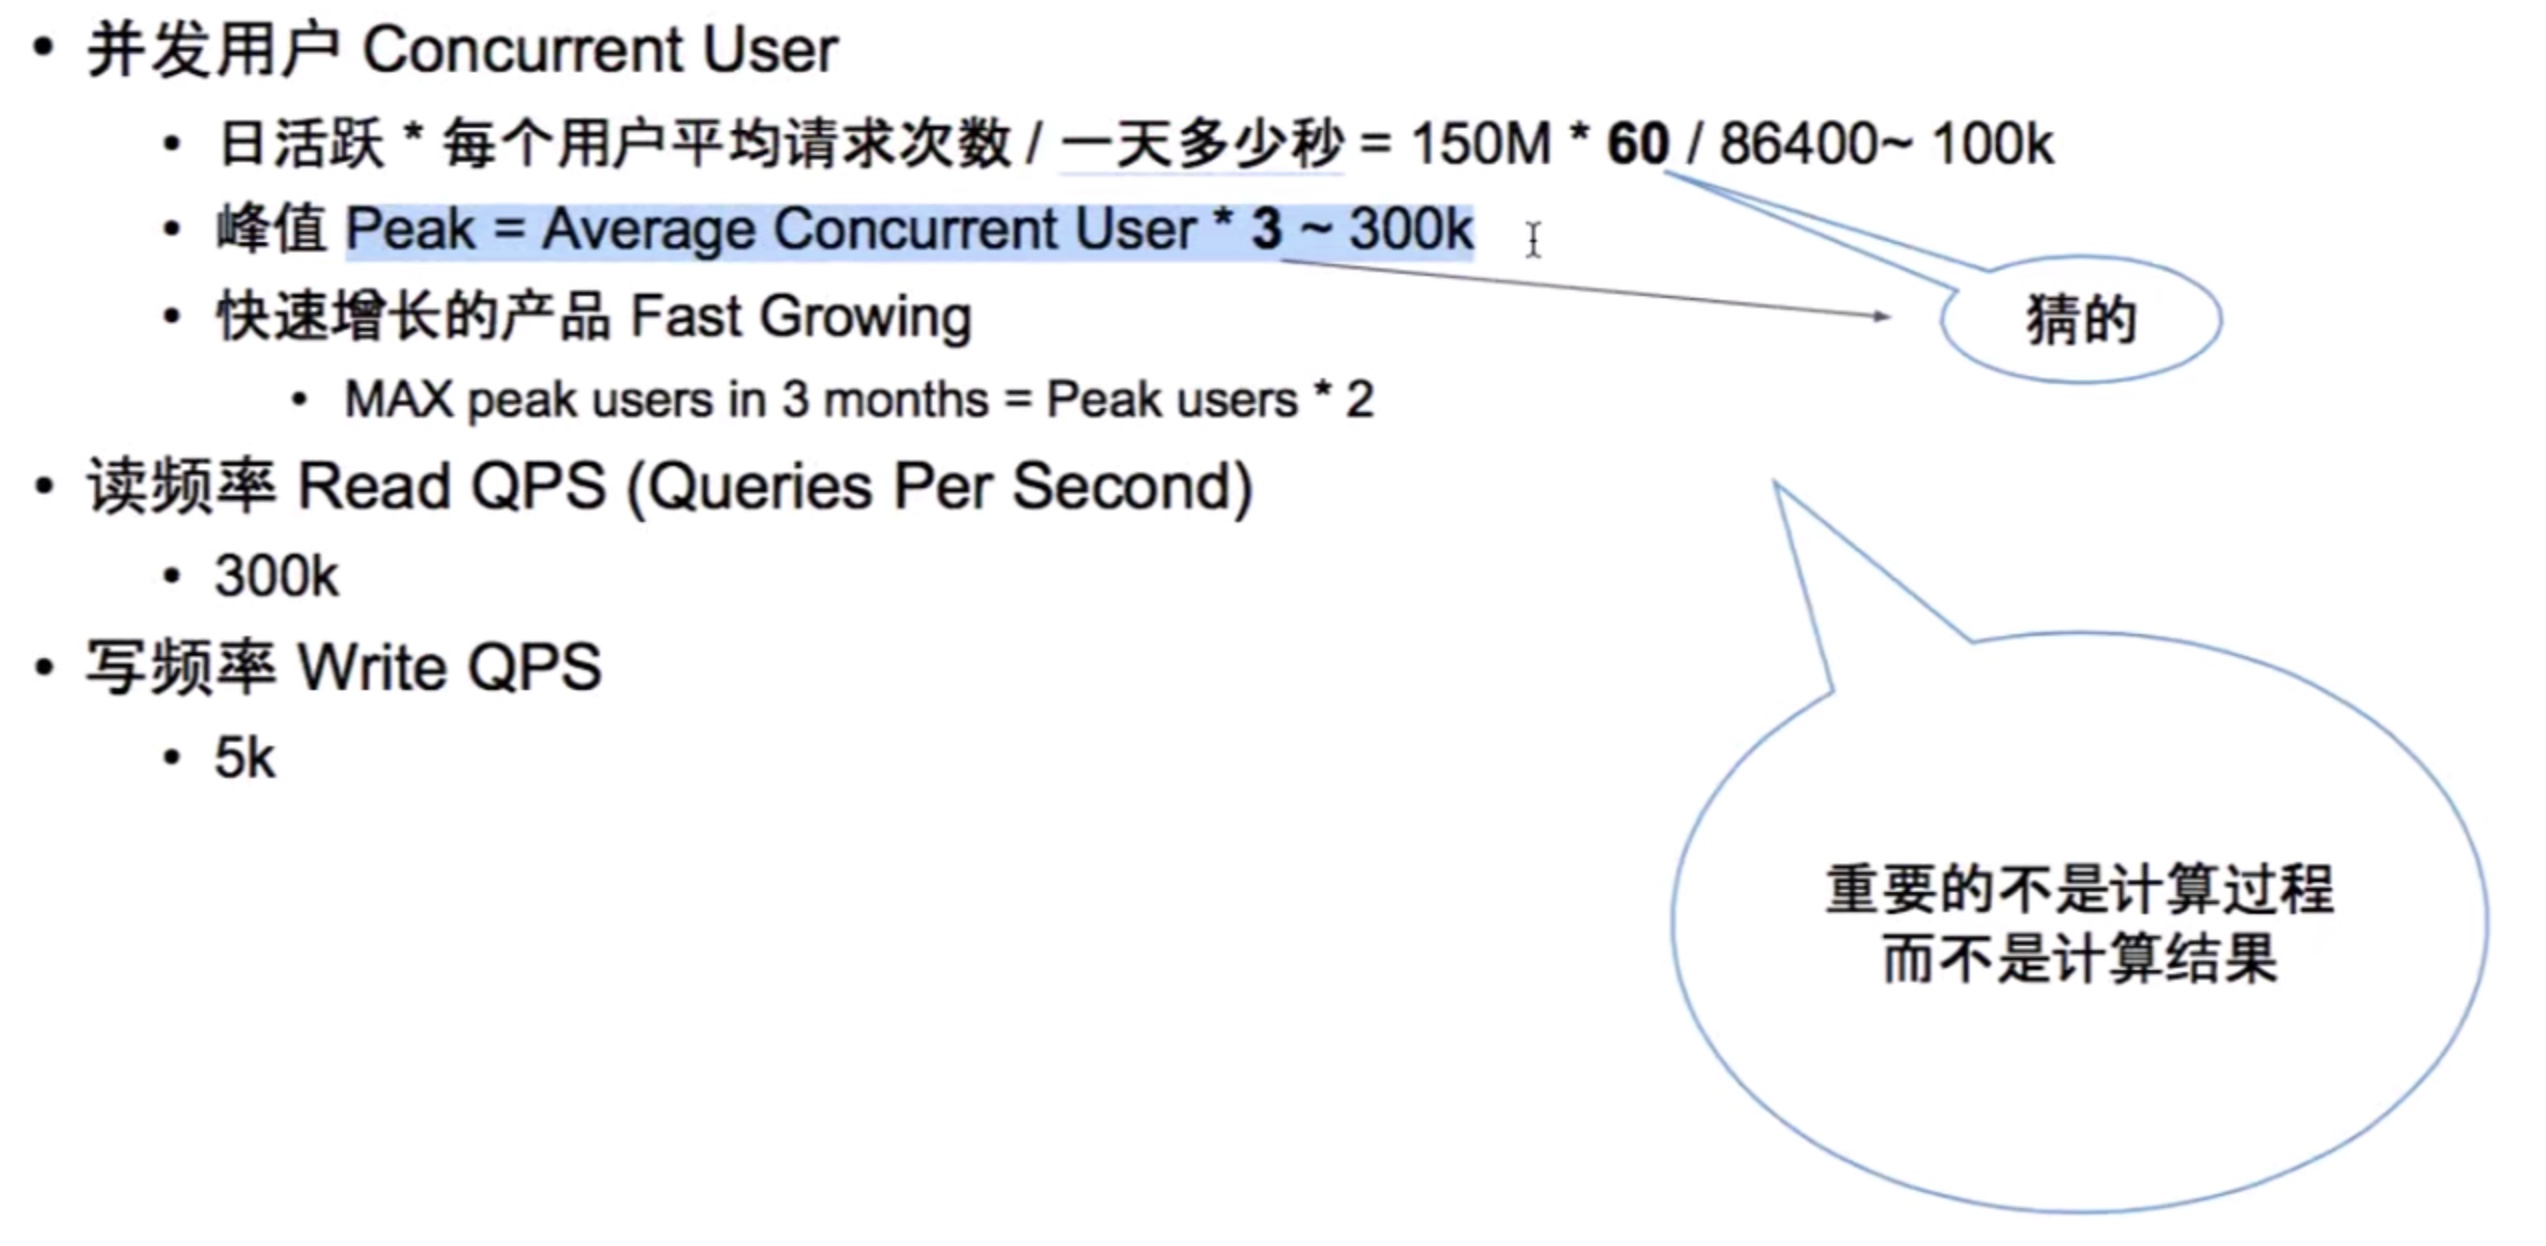 • 并发用户 Concurrent User
• 日活跃 * 每个用户平均请求次数 / 一天多少秒 = 150M * 60 / 86400~ 100k
• 峰值 Peak = Average Concurrent User * 3 ~ 300k
• 快速增长的产品 Fast Growing
• MAX peak users in 3 months = Peak users * 2
• 读频率 Read QPS (Queries Per Second)
• 300k
• 写频率 Write QPS
• 5k
猜的
重要的不是计算过程
而不是计算结果